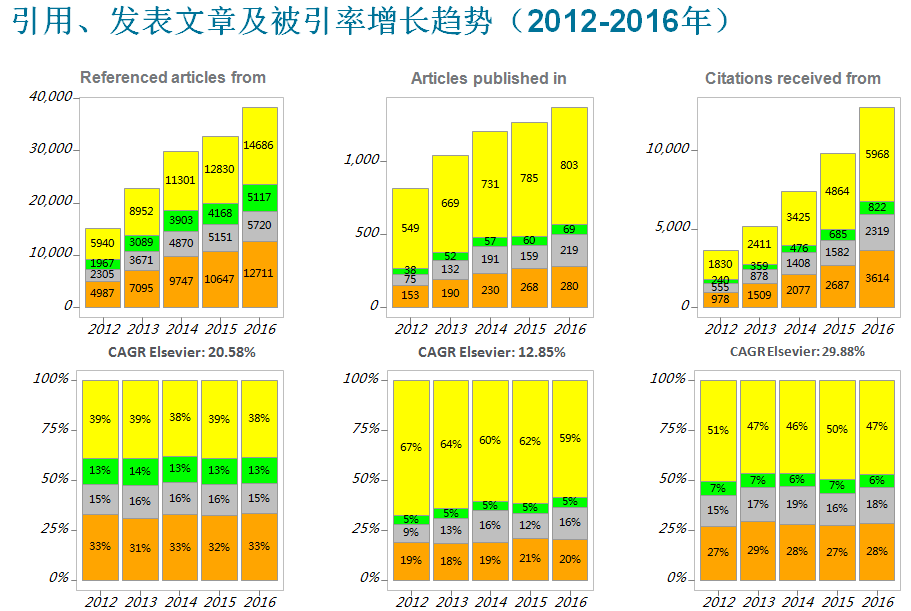 引用、发表文章及被引率增长趋势（2012-2016年）
Referenced articles from
40,000
30,000
20,000
10,000
0
5940 8952 11301 12830 14686
1967 3089 3903 4168 5117
2305 3671 4870 5151 5720
4987 7095 9747 10647 12711
2012 2013 2014 2015 2016
CAGR Elsevier: 20.58%
Articles published in
1,000
500
0
549 669 731 785 803
38 52 57 60 69
75 132 191 159 219
153 190 230 268 280
2012 2013 2014 2015 2016
CAGR Elsevier: 12.85%
Citations received from
10,000
5,000
0
1830 2411 3425 4864 5968
240 359 476 685 822
555 878 1408 1582 2319
978 1509 2077 2687 3614
2012 2013 2014 2015 2016
CAGR Elsevier: 29.88%
100%
75%
50%
25%
0%
39% 39% 38% 39% 38%
13% 14% 13% 13% 13%
15% 16% 16% 16% 15%
33% 31% 33% 32% 33%
2012 2013 2014 2015 2016
100%
75%
50%
25%
0%
67% 64% 60% 62% 59%
5% 5% 5% 5% 5%
9% 13% 16% 12% 16%
19% 18% 19% 21% 20%
2012 2013 2014 2015 2016
100%
75%
50%
25%
0%
51% 47% 46% 50% 47%
7% 7% 6% 7% 6%
15% 17% 19% 16% 18%
27% 29% 28% 27% 28%
2012 2013 2014 2015 2016